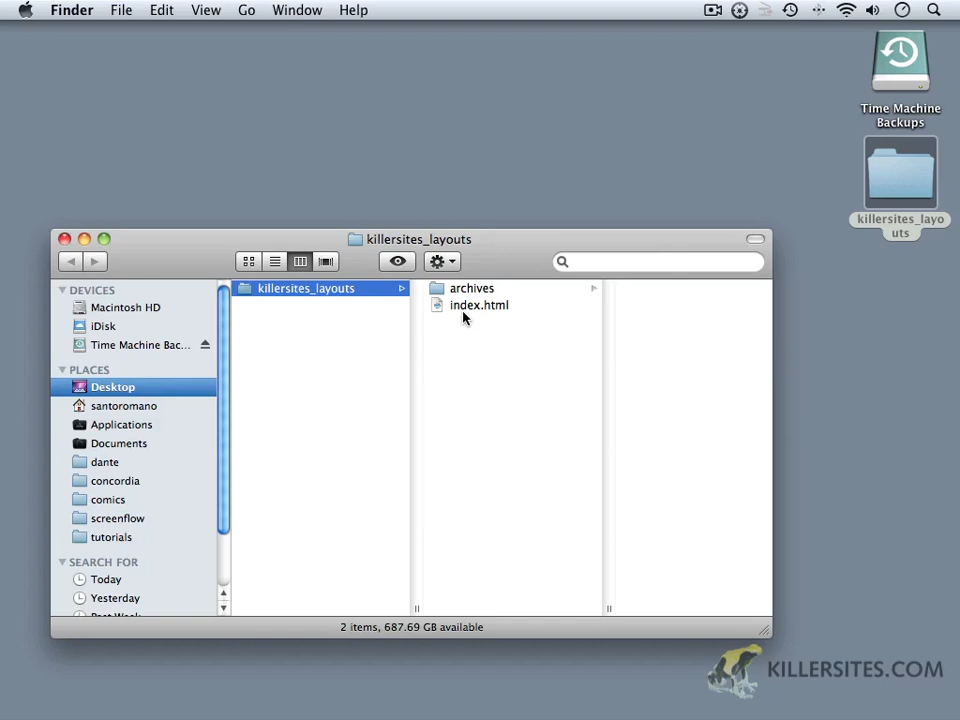 Finder File Edit View Go Window Help
Time Machine
Backups
killersites_layo
uts
killersites_layouts
DEVICES
Macintosh HD
iDisk
Time Machine Bac...
PLACES
Desktop
santoromano
Applications
Documents
dante
concordia
comics
screenflow
tutorials
SEARCH FOR
Today
Yesterday
Past Week
killersites_layouts
archives
index.html
2 items, 687.69 GB available
KILLERSITES.COM